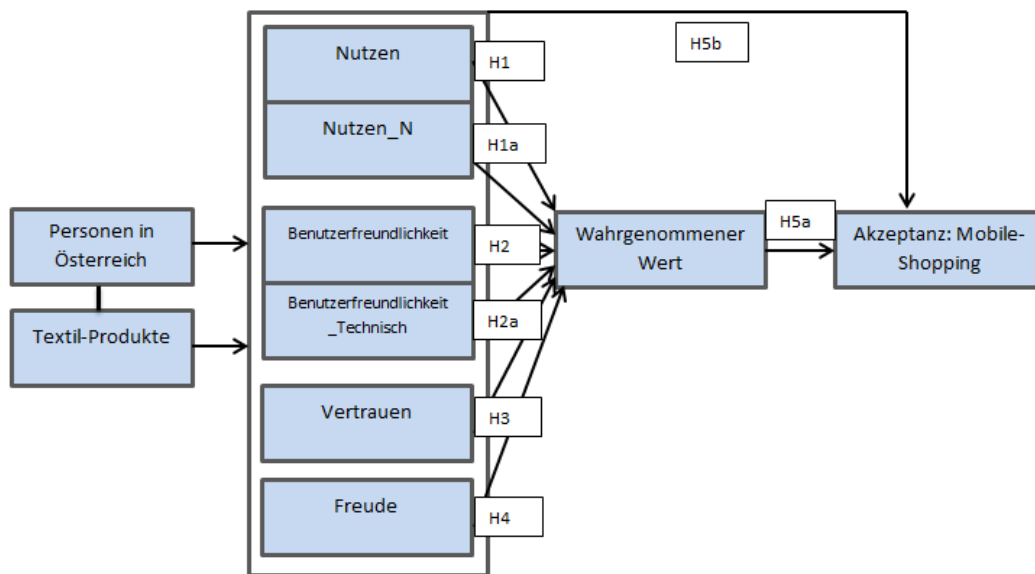 Personen in
Österreich
Textil-Produkte
Nutzen
Nutzen_N
Benutzerfreundlichkeit
Benutzerfreundlichkeit
_Technisch
Vertrauen
Freude
H1
H1a
H2
H2a
H3
H4
Wahrgenommener
Wert
H5a
H5b
Akzeptanz: Mobile-
Shopping